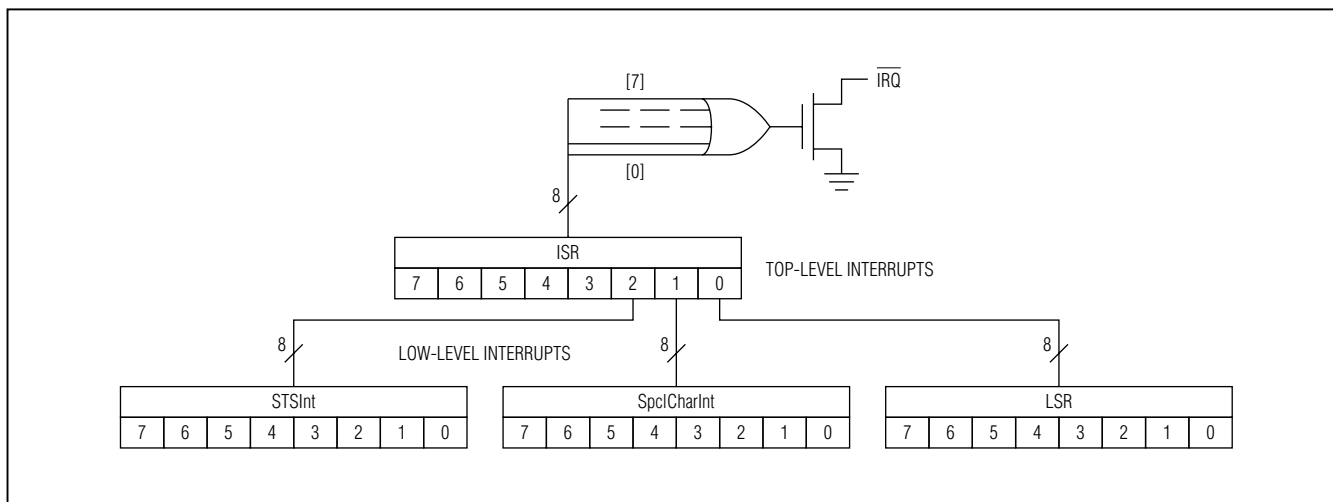 [7]
IRQ
[0]
8
ISR
7 6 5 4 3 2 1 0
TOP-LEVEL INTERRUPTS
8
LOW-LEVEL INTERRUPTS
8
8
STSInt
7 6 5 4 3 2 1 0
SpclCharInt
7 6 5 4 3 2 1 0
LSR
7 6 5 4 3 2 1 0